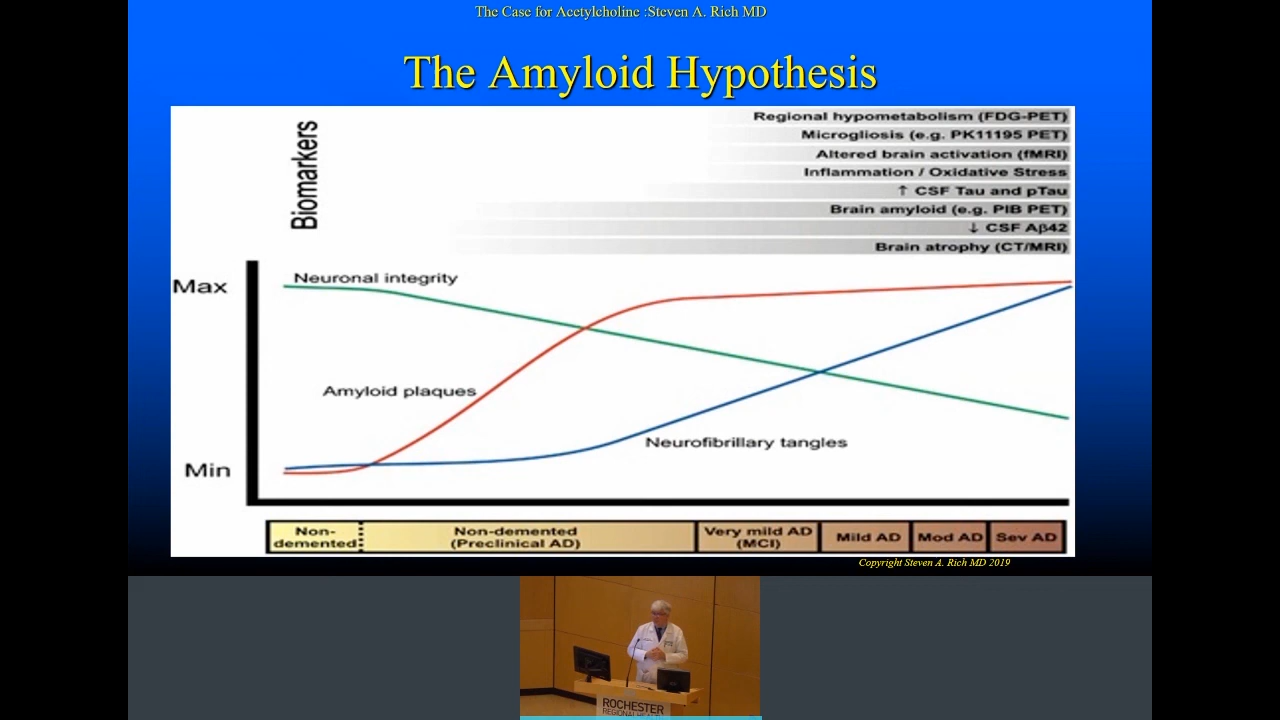 The Case for Acetylcholine :Steven A. Rich MD
The Amyloid Hypothesis
Biomarkers
Regional hypometabolism (FDG-PET)
Microgliosis (e.g. PK11195 PET)
Altered brain activation (fMRI)
Inflammation / Oxidative Stress
↑ CSF Tau and pTau
Brain amyloid (e.g. PIB PET)
↓ CSF Aβ42
Brain atrophy (CT/MRI)
Max
Neuronal integrity
Amyloid plaques
Neurofibrillary tangles
Min
Non-
demented
Non-demented
(Preclinical AD)
Very mild AD
(MCI)
Mild AD
Mod AD
Sev AD
Copyright Steven A. Rich MD 2019
ROCHESTER
REGIONAL